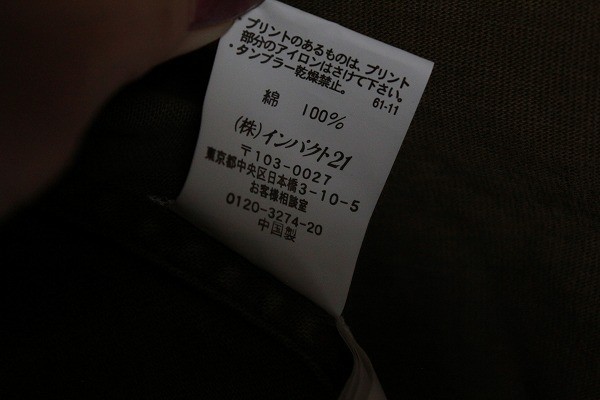 ・プリントのあるものは、プリント
部分のアイロンはさけて下さい。
・タンブラー乾燥禁止。
61-11
綿 100%
(株)インパクト21
〒103-0027
東京都中央区日本橋3-10-5
お客様相談室
0120-3274-20
中国製